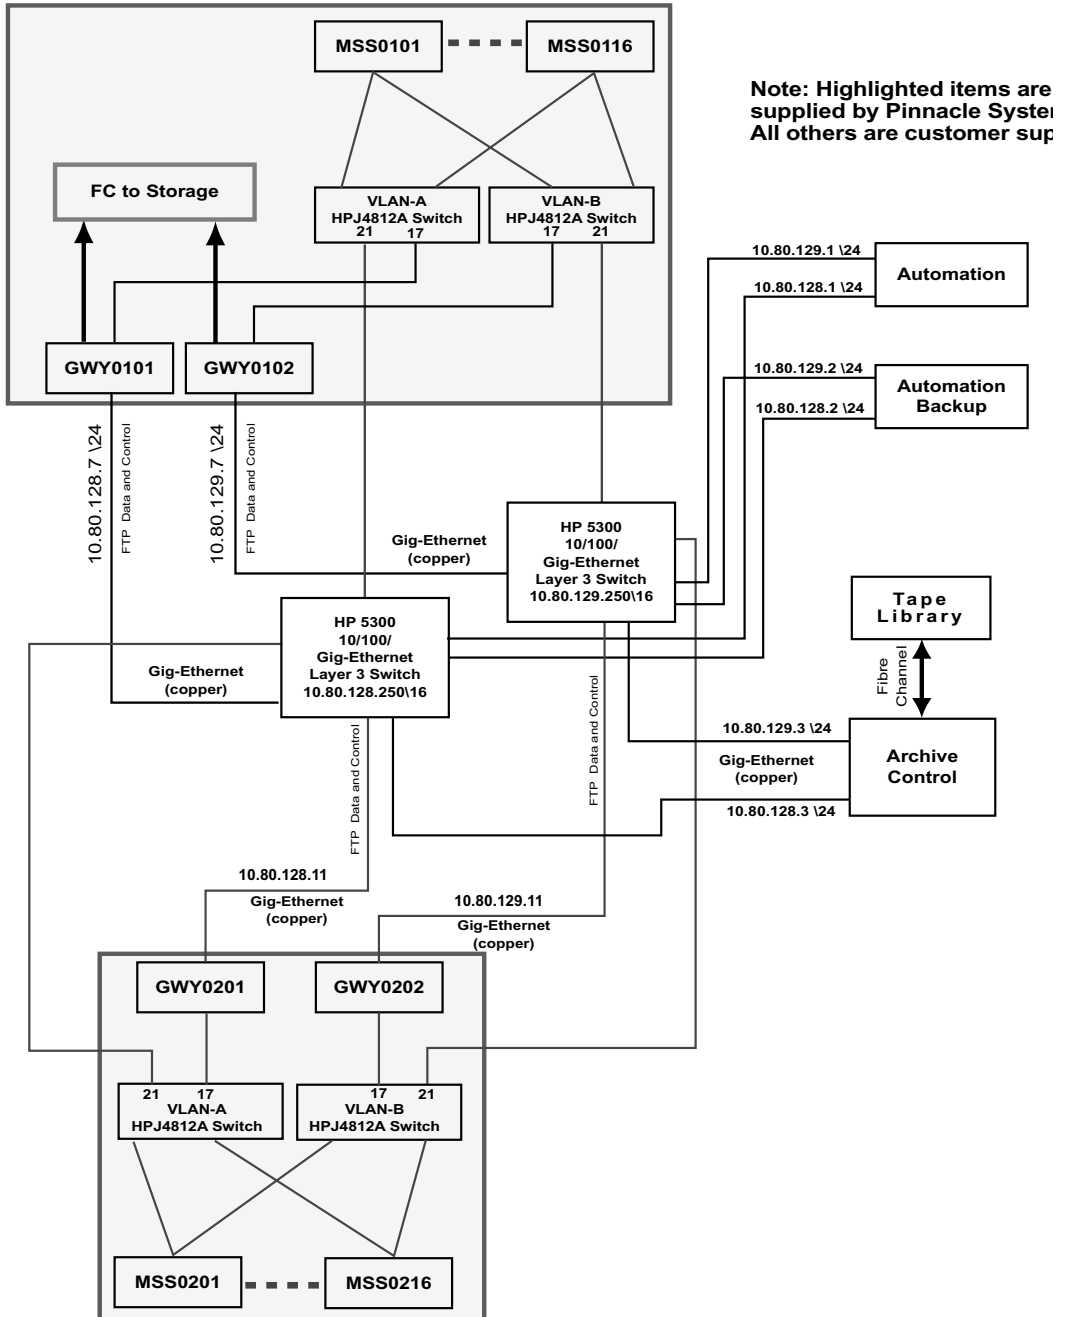 MSS0101
MSS0116
Note: Highlighted items are
supplied by Pinnacle
All others are customer
FC to Storage
VLAN-A
HPJ4812A Switch
21 17
VLAN-B
HPJ4812A Switch
17 21
10.80.129.1 \24
Automation
10.80.128.1 \24
GWY0101
GWY0102
10.80.129.2 \24
Automation
Backup
10.80.128.2 \24
10.80.128.7 \24
FTP Data and Control
10.80.129.7 \24
FTP Data and Control
Gig-Ethernet
(copper)
HP 5300
10/100/
Gig-Ethernet
Layer 3 Switch
10.80.129.250\16
Tape
Library
HP 5300
10/100/
Gig-Ethernet
Layer 3 Switch
10.80.128.250\16
Gig-Ethernet
(copper)
Fibre
Channel
FTP Data and Control
FTP Data and Control
10.80.129.3 \24
Gig-Ethernet
(copper)
10.80.128.3 \24
Archive
Control
10.80.128.11
Gig-Ethernet
(copper)
10.80.129.11
Gig-Ethernet
(copper)
GWY0201
GWY0202
21 17
VLAN-A
HPJ4812A Switch
17 21
VLAN-B
HPJ4812A Switch
MSS0201
MSS0216